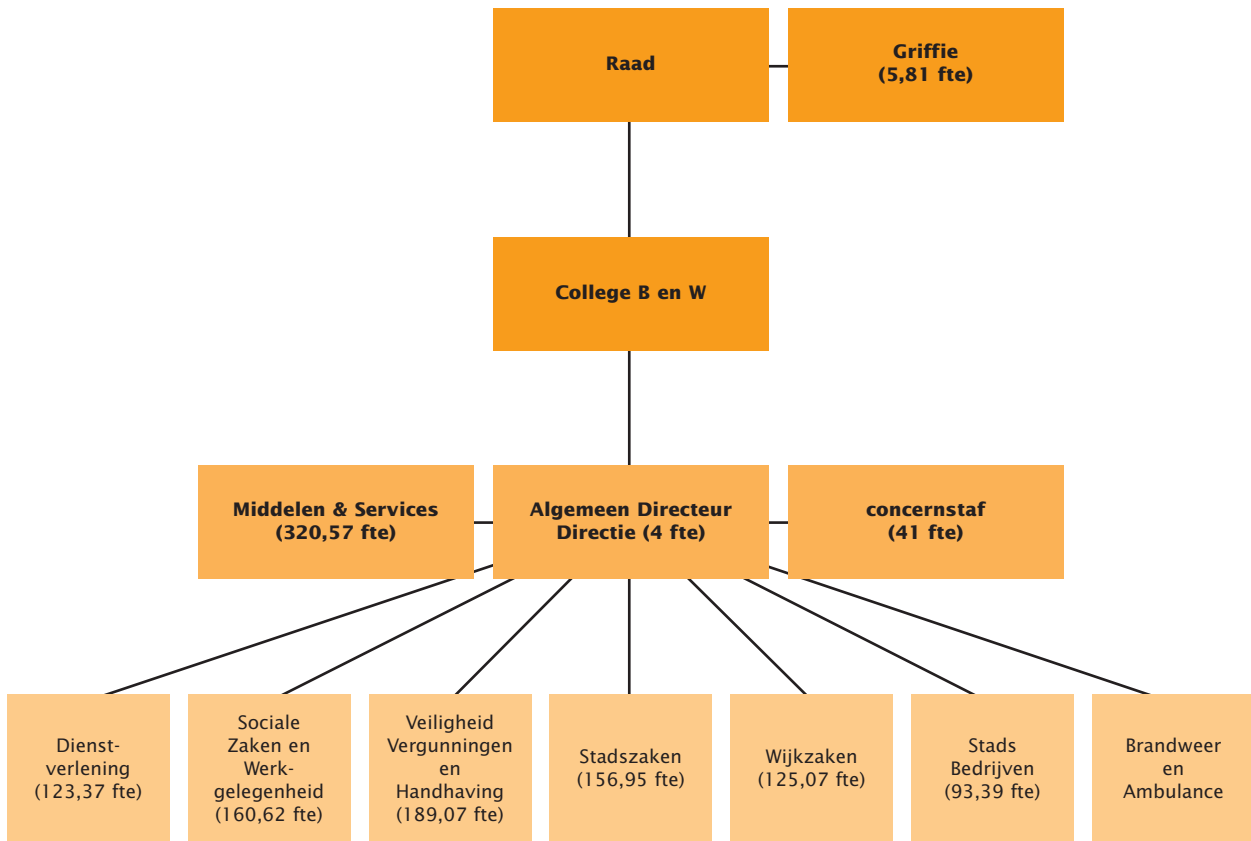 Raad
Griffie
(5,81 fte)
College B en W
Middelen & Services
(320,57 fte)
Algemeen Directeur
Directie (4 fte)
concernstaf
(41 fte)
Dienst-
verlening
(123,37 fte)
Sociale
Zaken en
Werk-
gelegenheid
(160,62 fte)
Veiligheid
Vergunningen
en
Handhaving
(189,07 fte)
Stadszaken
(156,95 fte)
Wijkzaken
(125,07 fte)
Stads
Bedrijven
(93,39 fte)
Brandweer
en
Ambulance